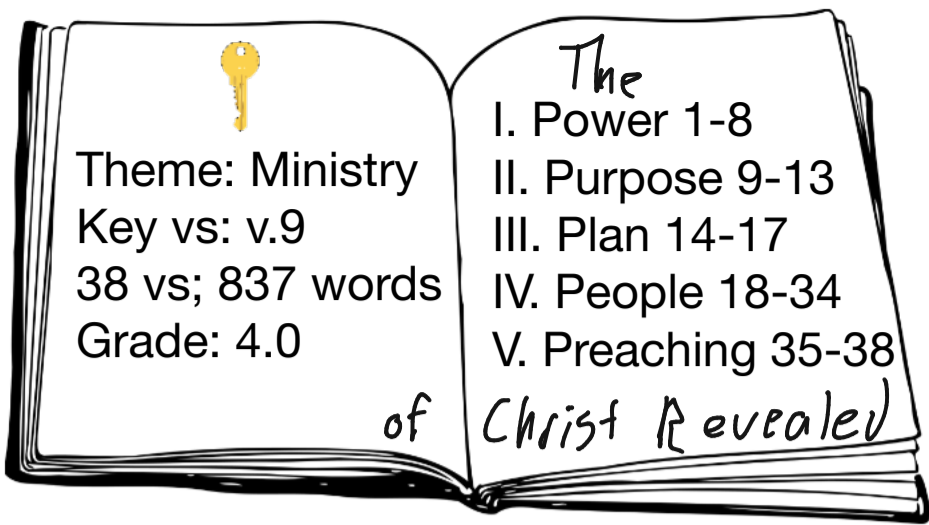 Theme: Ministry
Key vs: v.9
38 vs; 837 words
Grade: 4.0
The
I. Power 1-8
II. Purpose 9-13
III. Plan 14-17
IV. People 18-34
V. Preaching 35-38
of Christ Revealed